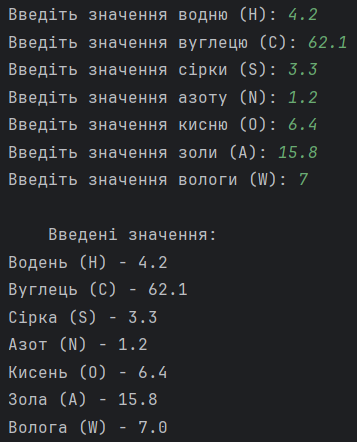 Введіть значення водню (H): 4.2
Введіть значення вуглецю (C): 62.1
Введіть значення сірки (S): 3.3
Введіть значення азоту (N): 1.2
Введіть значення кисню (O): 6.4
Введіть значення золи (A): 15.8
Введіть значення вологи (W): 7
Введені значення:
Водень (H) - 4.2
Вуглець (C) - 62.1
Сірка (S) - 3.3
Азот (N) - 1.2
Кисень (O) - 6.4
Зола (A) - 15.8
Волога (W) - 7.0